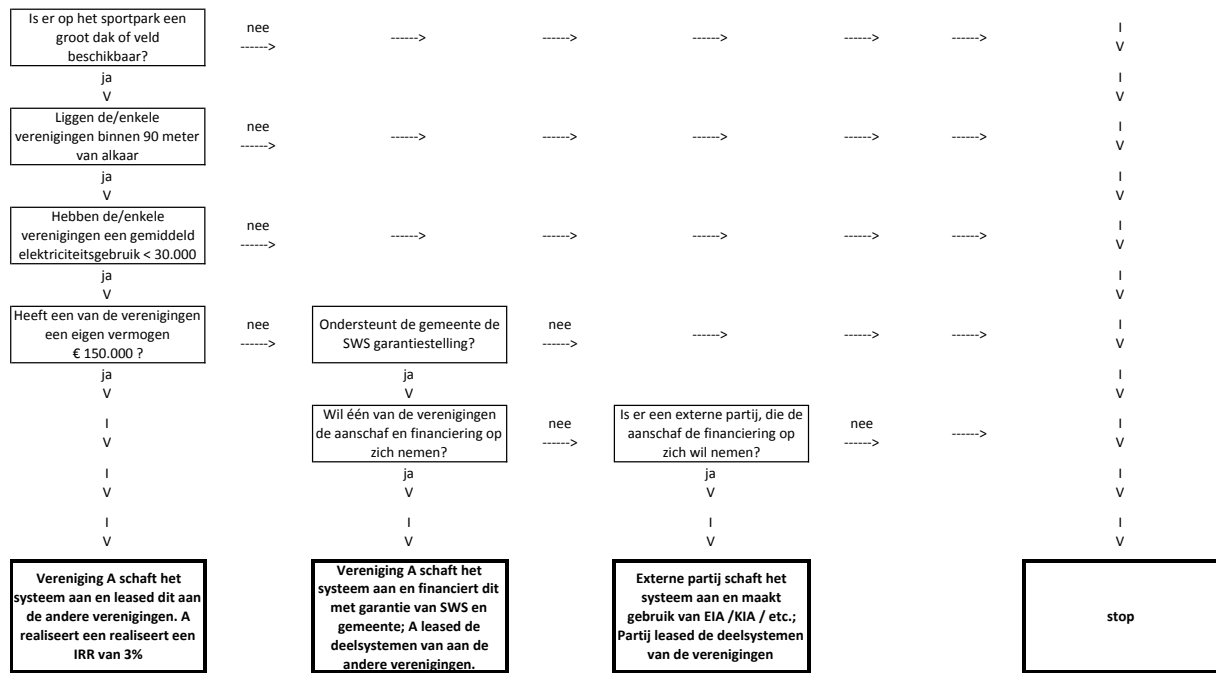 Is er op het sportpark een
groot dak of veld
beschikbaar?
nee
------>
------>
------>
------>
------>
------>
I
V
ja
V
I
V
Liggen de/enkele
verenigingen binnen 90 meter
van alkaar
nee
------>
------>
------>
------>
------>
------>
I
V
ja
V
I
V
Hebben de/enkele
verenigingen een gemiddeld
elektriciteitsgebruik < 30.000
nee
------>
------>
------>
------>
------>
------>
I
V
ja
V
I
V
Heeft een van de verenigingen
een eigen vermogen
€ 150.000 ?
nee
------>
Ondersteunt de gemeente de
SWS garantiestelling?
nee
------>
------>
------>
------>
I
V
ja
V
ja
V
I
V
I
V
Wil één van de verenigingen
de aanschaf en financiering op
zich nemen?
nee
------>
Is er een externe partij, die de
aanschaf de financiering op
zich wil nemen?
nee
------>
------>
I
V
I
V
ja
V
ja
V
I
V
I
V
I
V
I
V
I
V
Vereniging A schaft het
systeem aan en leased dit aan
de andere verenigingen. A
realiseert een realiseert een
IRR van 3%
Vereniging A schaft het
systeem aan en financiert dit
met garantie van SWS en
gemeente; A leased de
deelsystemen van aan de
andere verenigingen.
Externe partij schaft het
systeem aan en maakt
gebruik van EIA /KIA / etc.;
Partij leased de deelsystemen
van de verenigingen
stop